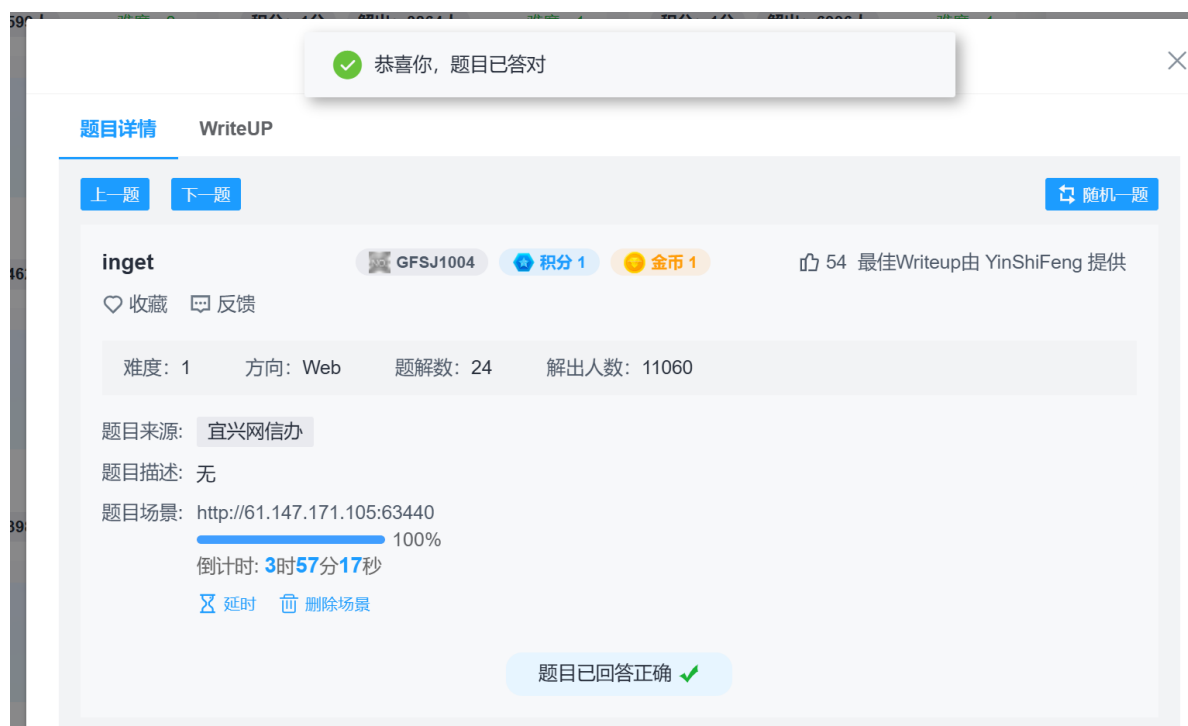 恭喜你，题目已答对
题目详情 WriteUP
上一题 下一题 随机一题
inget GFSJ1004 积分 1 金币 1 54 最佳Writeup由 YinShiFeng 提供
收藏 反馈
难度：1 方向：Web 题解数：24 解出人数：11060
题目来源: 宜兴网信办
题目描述: 无
题目场景: http://61.147.171.105:63440
100%
倒计时: 3时57分17秒
延时 删除场景
题目已回答正确